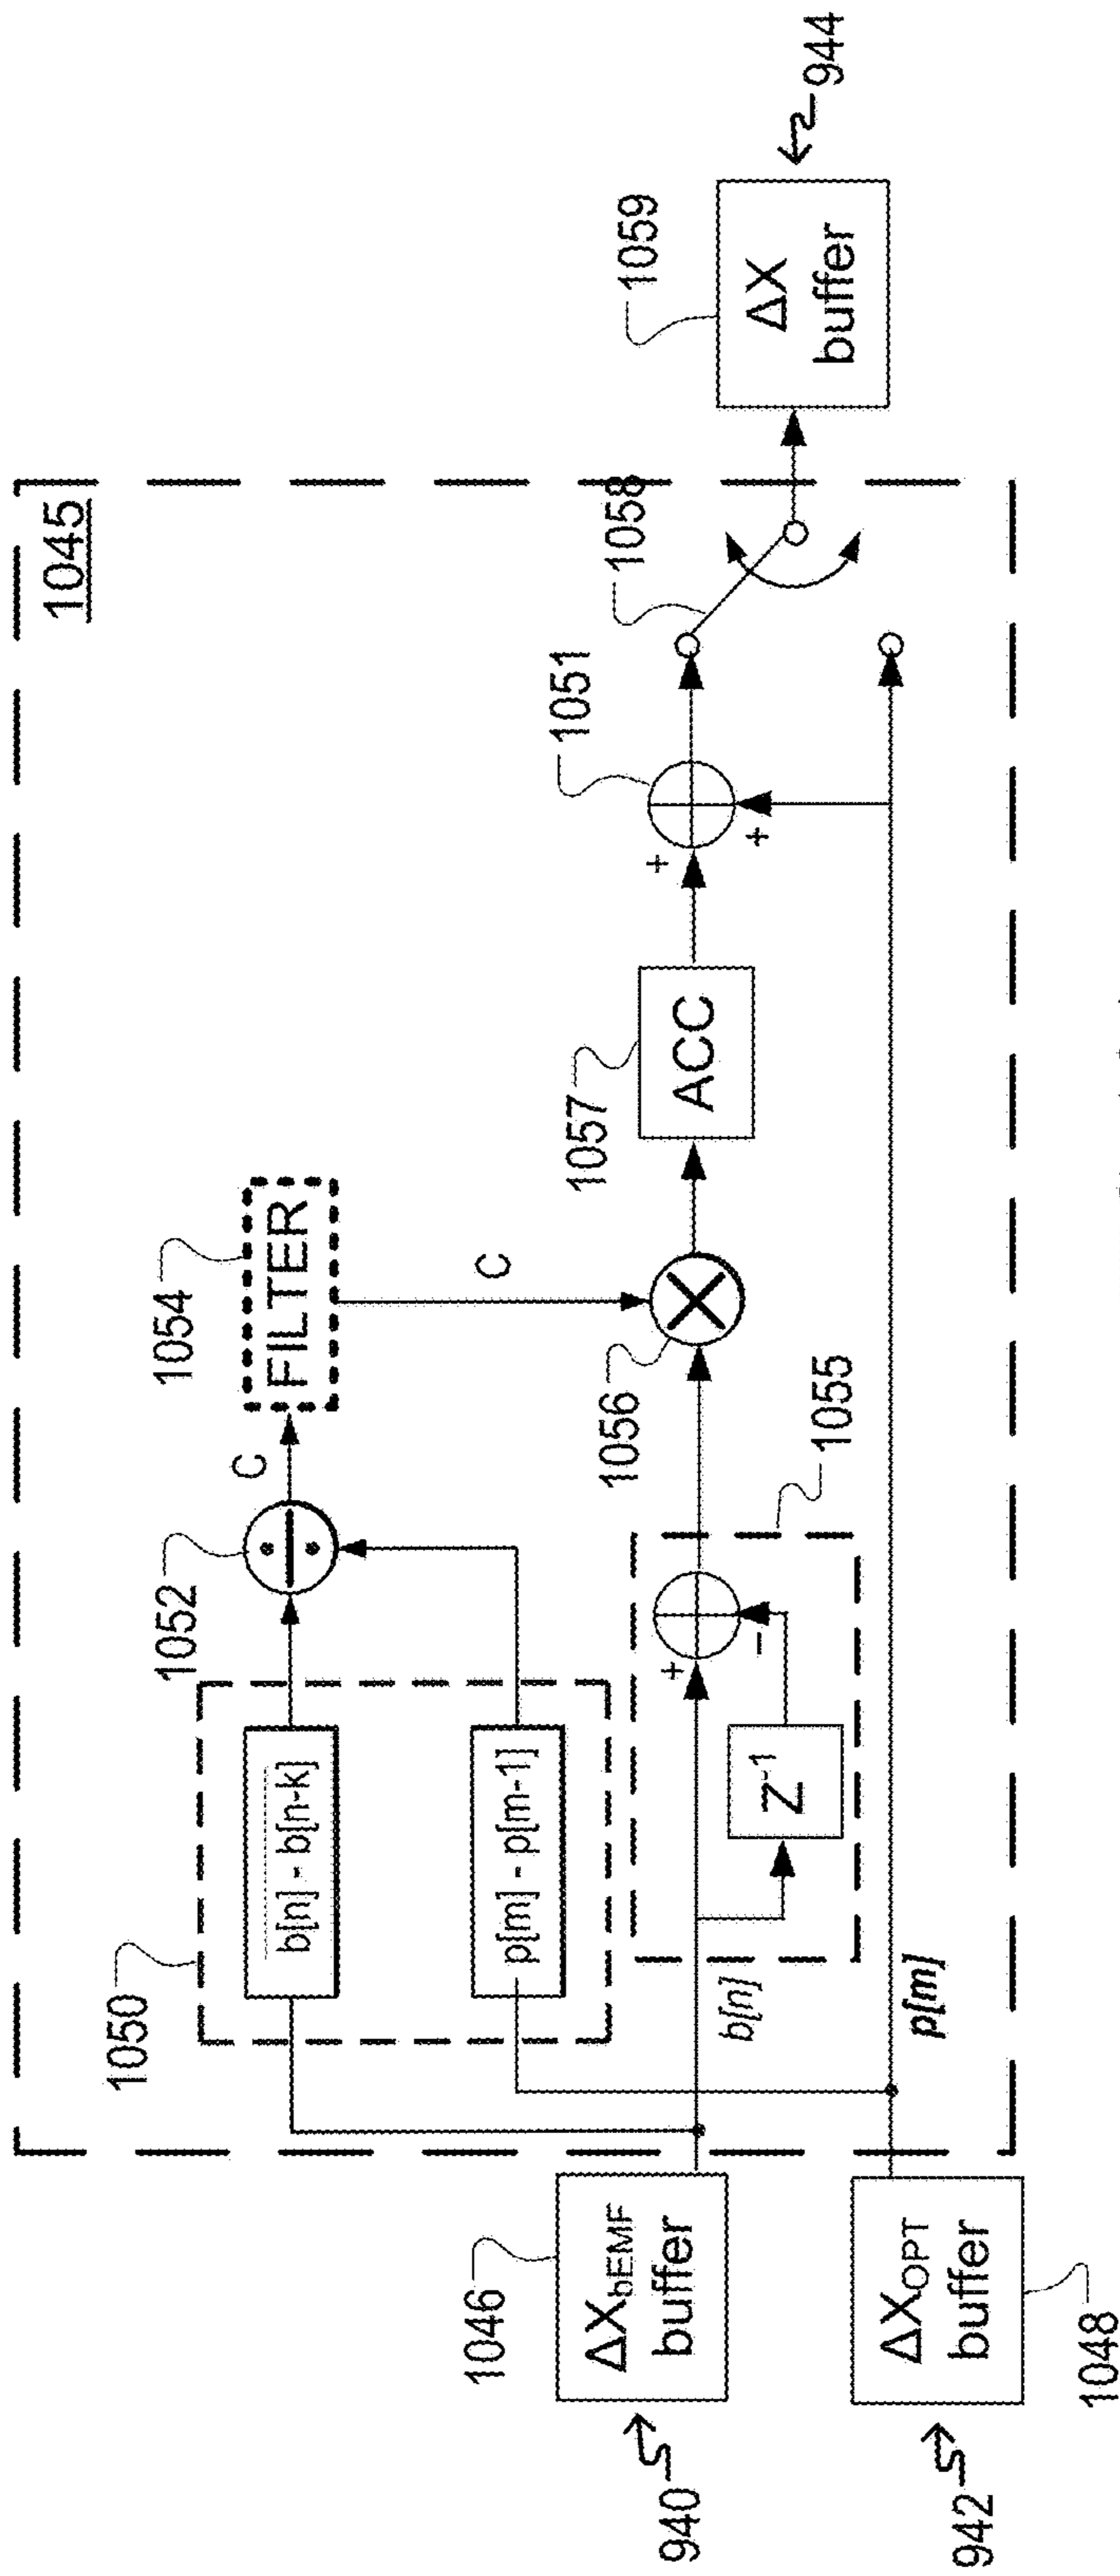 1045
1050
b[n] - b[n-k]
p[m] - p[m-1]
1052
C
1054
FILTER
C
1046
ΔX_bEMF
buffer
940
b[n]
+
-
Z⁻¹
1055
1056
1057
ACC
+
+
1051
1058
1059
ΔX
buffer
944
ΔX_OPT
buffer
942
1048
p[m]